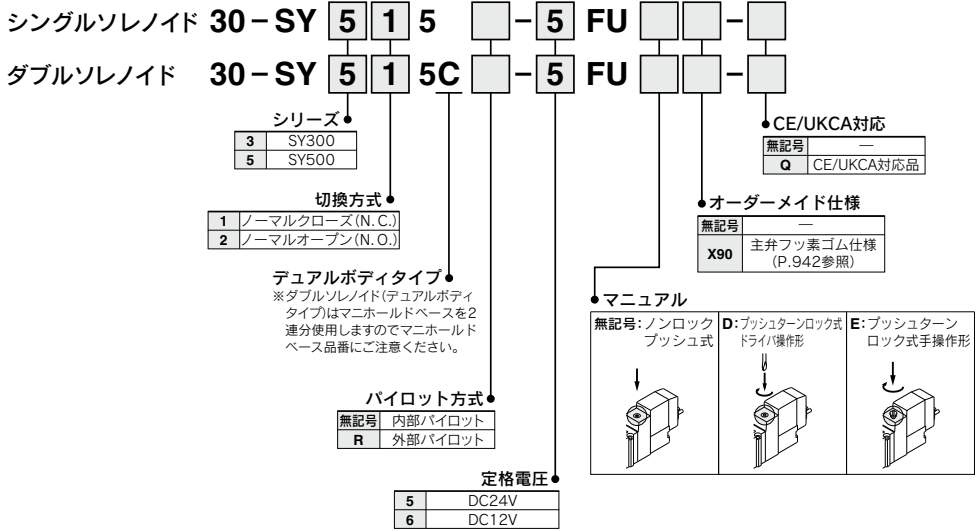 シングルソレノイド 30-SY 5 1 5 - 5 FU -
ダブルソレノイド 30-SY 5 1 5C - 5 FU -
シリーズ
3 SY300
5 SY500
切換方式
1 ノーマルクローズ(N.C.)
2 ノーマルオープン(N.O.)
デュアルボディタイプ
※ダブルソレノイド(デュアルボディ
タイプ)はマニホールドベースを2
連分使用しますのでマニホールド
ベース品番にご注意ください。
パイロット方式
無記号 内部パイロット
R 外部パイロット
定格電圧
5 DC24V
6 DC12V
CE/UKCA対応
無記号 —
Q CE/UKCA対応品
オーダーメイド仕様
無記号 —
X90 主弁フッ素ゴム仕様
(P.942参照)
マニュアル
無記号:ノンロック
プッシュ式
D:プッシュターンロック式
ドライバ操作形
E:プッシュターン
ロック式手操作形